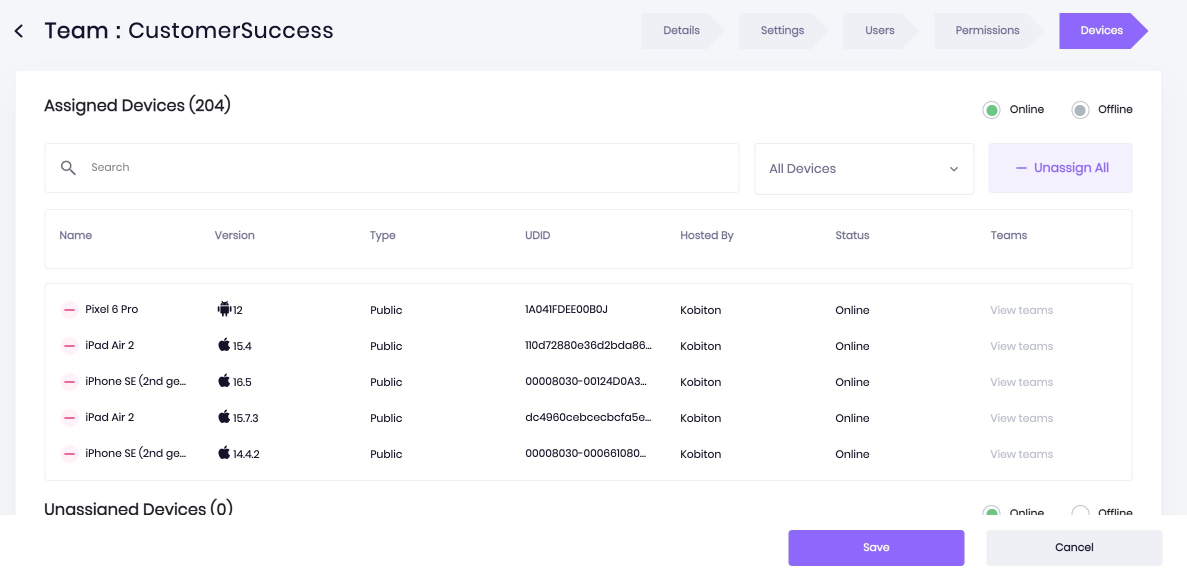 Team : CustomerSuccess
Details Settings Users Permissions Devices
Assigned Devices (204)
Online Offline
Search All Devices Unassign All
Name Version Type UDID Hosted By Status Teams
Pixel 6 Pro 12 Public 1A041FDEE00B0J Kobiton Online View teams
iPad Air 2 15.4 Public 110d72880e36d2bda86... Kobiton Online View teams
iPhone SE (2nd ge... 16.5 Public 00008030-00124D0A3... Kobiton Online View teams
iPad Air 2 15.7.3 Public dc4960cebcecbcfa5e... Kobiton Online View teams
iPhone SE (2nd ge... 14.4.2 Public 00008030-000661080... Kobiton Online View teams
Unassigned Devices (0)
Online Offline
Save Cancel